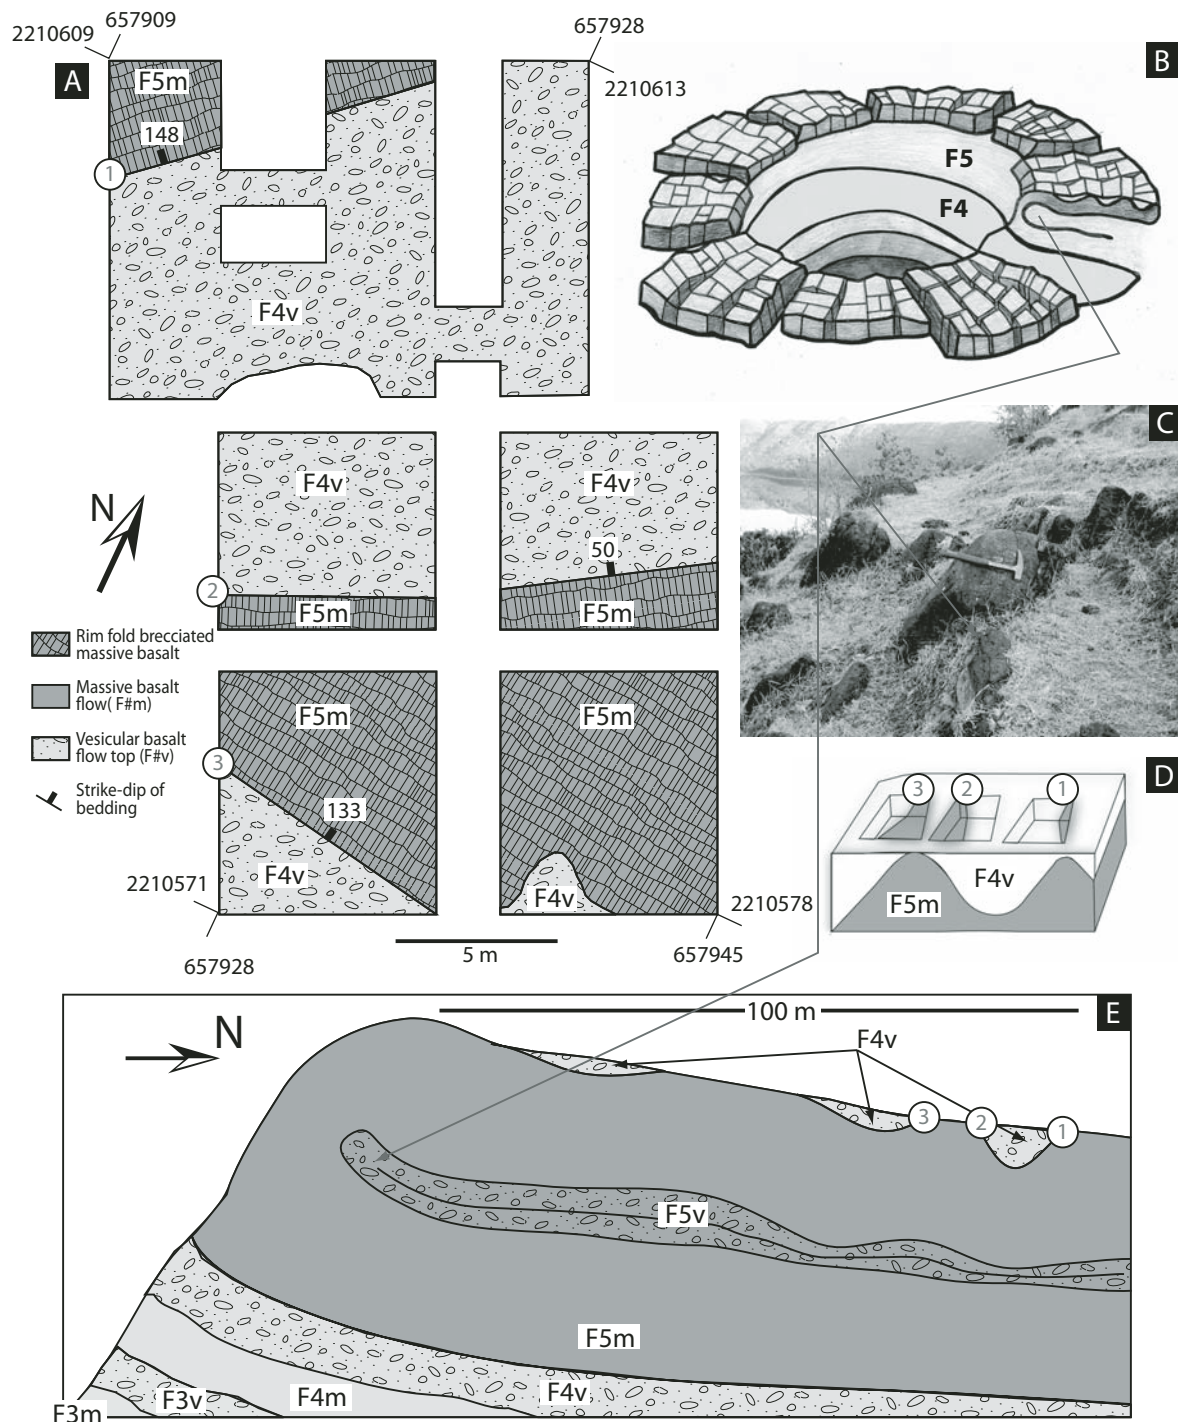 2210609
657909
657928
2210613
A
F5m
148
1
F4v
B
F5
F4
C
F4v
F4v
50
2
F5m
F5m
N
Rim fold brecciated
massive basalt
Massive basalt
flow( F#m)
Vesicular basalt
flow top (F#v)
Strike-dip of
bedding
F5m
F5m
3
133
F4v
F4v
2210571
2210578
657928
657945
5 m
D
3
2
1
F4v
F5m
E
N
100 m
F4v
3
2
1
F5v
F5m
F4v
F4m
F3v
F3m